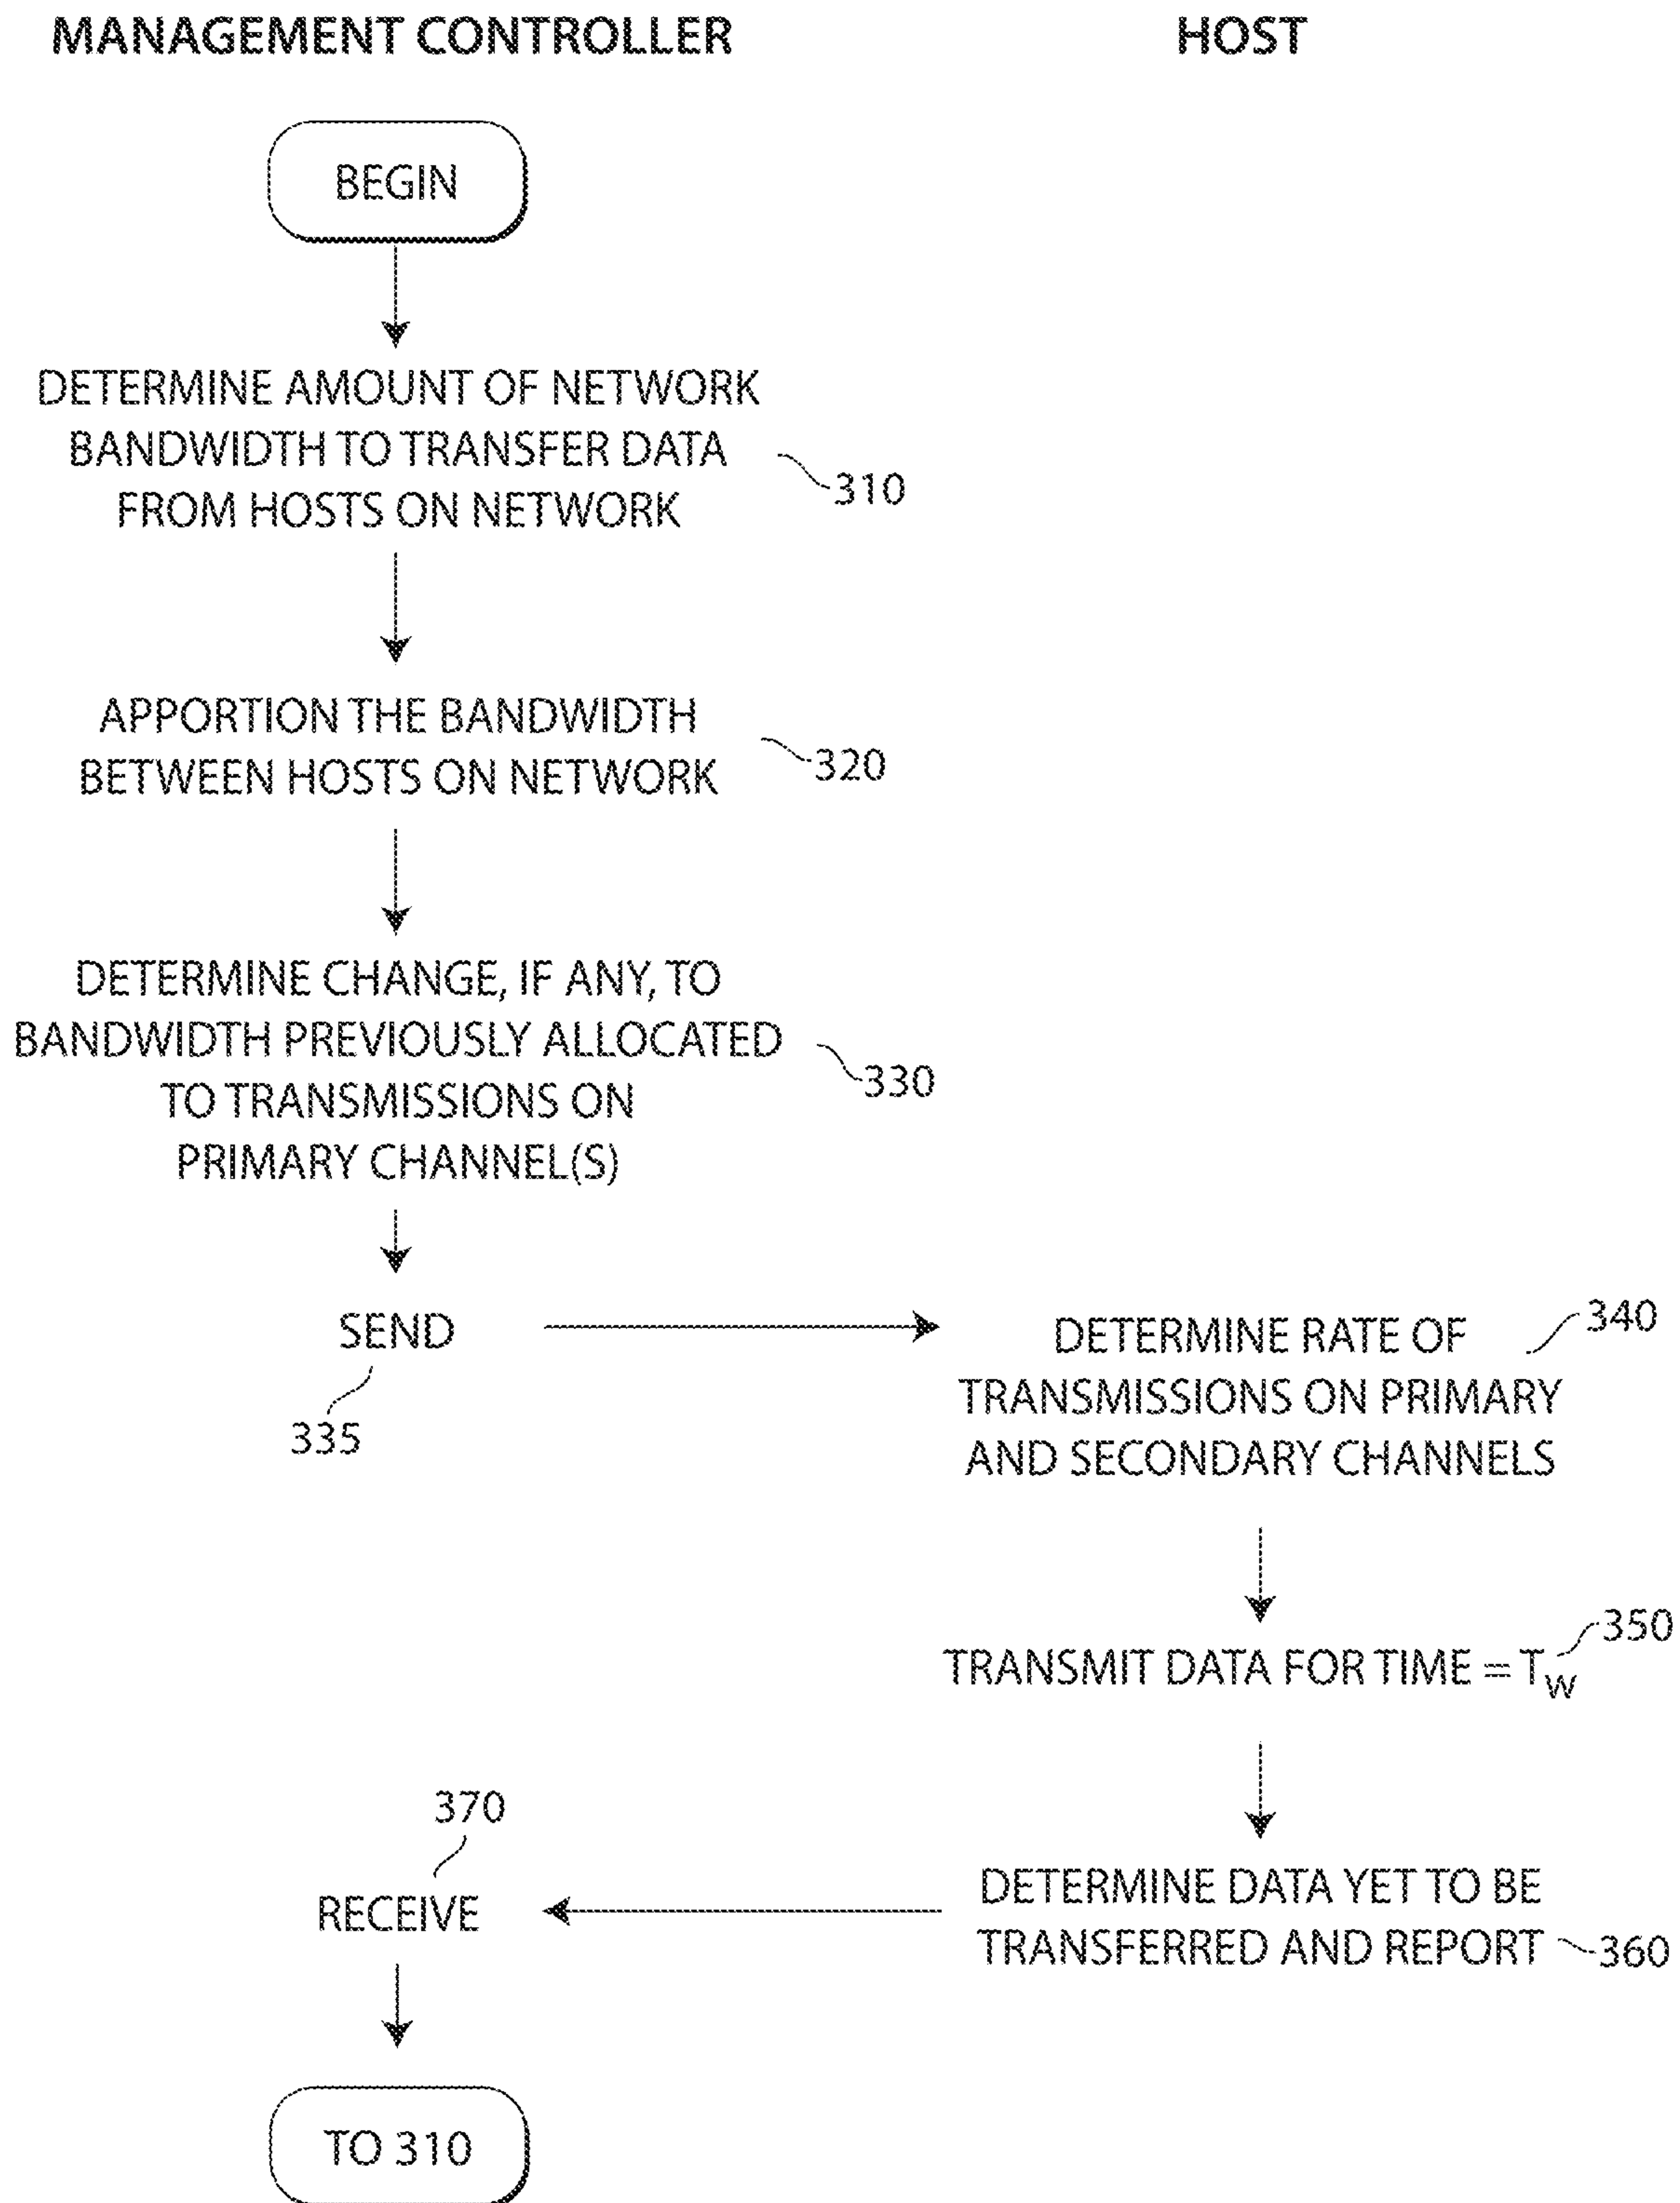 MANAGEMENT CONTROLLER
HOST
BEGIN
DETERMINE AMOUNT OF NETWORK
BANDWIDTH TO TRANSFER DATA
FROM HOSTS ON NETWORK
310
APPORTION THE BANDWIDTH
BETWEEN HOSTS ON NETWORK
320
DETERMINE CHANGE, IF ANY, TO
BANDWIDTH PREVIOUSLY ALLOCATED
TO TRANSMISSIONS ON
PRIMARY CHANNEL(S)
330
SEND
335
DETERMINE RATE OF
TRANSMISSIONS ON PRIMARY
AND SECONDARY CHANNELS
340
TRANSMIT DATA FOR TIME = TW
350
DETERMINE DATA YET TO BE
TRANSFERRED AND REPORT
360
370
RECEIVE
TO 310